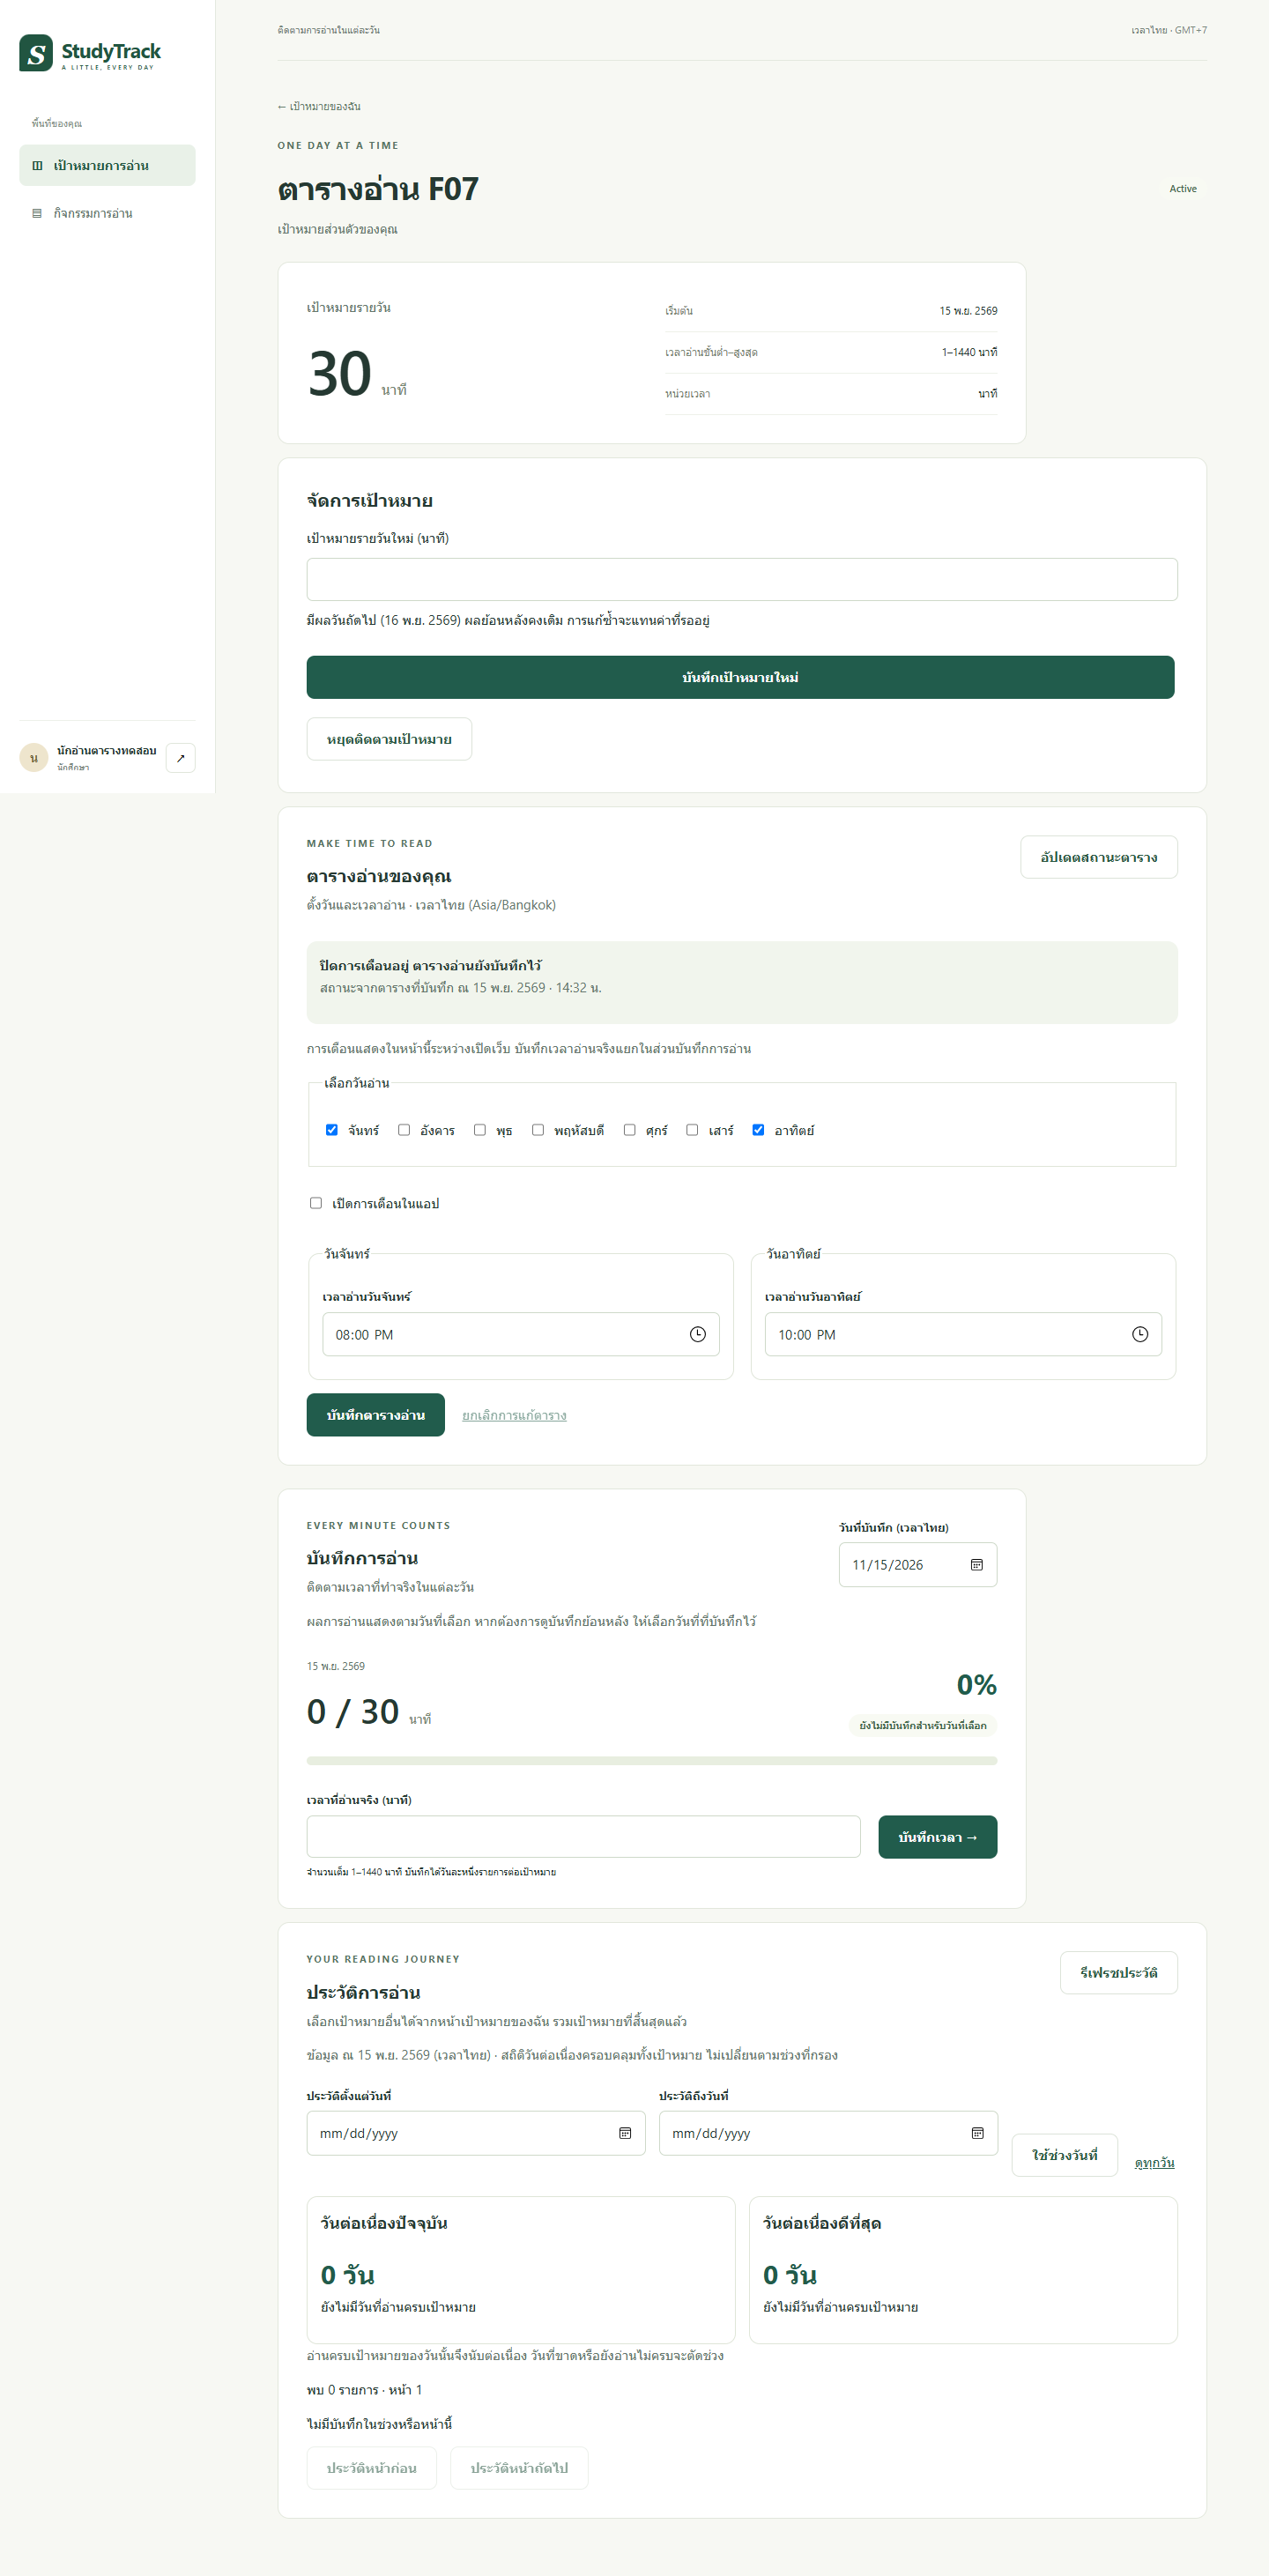 StudyTrack
A LITTLE, EVERY DAY
พื้นที่ของคุณ
เป้าหมายการอ่าน
กิจกรรมการอ่าน
น
นักอ่านตารางทดสอบ
นักศึกษา
↗
ติดตามการอ่านในแต่ละวัน
เวลาไทย · GMT+7
← เป้าหมายของฉัน
ONE DAY AT A TIME
ตารางอ่าน F07
Active
เป้าหมายส่วนตัวของคุณ
เป้าหมายรายวัน
30 นาที
เริ่มต้น 15 พ.ย. 2569
เวลาอ่านขั้นต่ำ–สูงสุด 1–1440 นาที
หน่วยเวลา นาที
จัดการเป้าหมาย
เป้าหมายรายวันใหม่ (นาที)
มีผลวันถัดไป (16 พ.ย. 2569) ผลย้อนหลังคงเดิม การแก้ซ้ำจะแทนค่าที่รออยู่
บันทึกเป้าหมายใหม่
หยุดติดตามเป้าหมาย
MAKE TIME TO READ
อัปเดตสถานะตาราง
ตารางอ่านของคุณ
ตั้งวันและเวลาอ่าน · เวลาไทย (Asia/Bangkok)
ปิดการเตือนอยู่ ตารางอ่านยังบันทึกไว้
สถานะจากตารางที่บันทึก ณ 15 พ.ย. 2569 · 14:32 น.
การเตือนแสดงในหน้านี้ระหว่างเปิดเว็บ บันทึกเวลาอ่านจริงแยกในส่วนบันทึกการอ่าน
เลือกวันอ่าน
จันทร์ อังคาร พุธ พฤหัสบดี ศุกร์ เสาร์ อาทิตย์
เปิดการเตือนในแอป
วันจันทร์
เวลาอ่านวันจันทร์
08:00 PM
วันอาทิตย์
เวลาอ่านวันอาทิตย์
10:00 PM
บันทึกตารางอ่าน
ยกเลิกการแก้ตาราง
EVERY MINUTE COUNTS
บันทึกการอ่าน
ติดตามเวลาที่ทำจริงในแต่ละวัน
วันที่บันทึก (เวลาไทย)
11/15/2026
ผลการอ่านแสดงตามวันที่เลือก หากต้องการดูบันทึกย้อนหลัง ให้เลือกวันที่ที่บันทึกไว้
15 พ.ย. 2569
0 / 30 นาที
0%
ยังไม่มีบันทึกสำหรับวันที่เลือก
เวลาที่อ่านจริง (นาที)
บันทึกเวลา →
จำนวนเต็ม 1–1440 นาที บันทึกได้วันละหนึ่งรายการต่อเป้าหมาย
YOUR READING JOURNEY
รีเฟรชประวัติ
ประวัติการอ่าน
เลือกเป้าหมายอื่นได้จากหน้าเป้าหมายของฉัน รวมเป้าหมายที่สิ้นสุดแล้ว
ข้อมูล ณ 15 พ.ย. 2569 (เวลาไทย) · สถิติวันต่อเนื่องครอบคลุมทั้งเป้าหมาย ไม่เปลี่ยนตามช่วงที่กรอง
ประวัติตั้งแต่วันที่
mm/dd/yyyy
ประวัติถึงวันที่
mm/dd/yyyy
ใช้ช่วงวันที่
ดูทุกวัน
วันต่อเนื่องปัจจุบัน
0 วัน
ยังไม่มีวันที่อ่านครบเป้าหมาย
วันต่อเนื่องดีที่สุด
0 วัน
ยังไม่มีวันที่อ่านครบเป้าหมาย
อ่านครบเป้าหมายของวันนั้นจึงนับต่อเนื่อง วันที่ขาดหรือยังอ่านไม่ครบจะตัดช่วง
พบ 0 รายการ · หน้า 1
ไม่มีบันทึกในช่วงหรือหน้านี้
ประวัติหน้าก่อน
ประวัติหน้าถัดไป